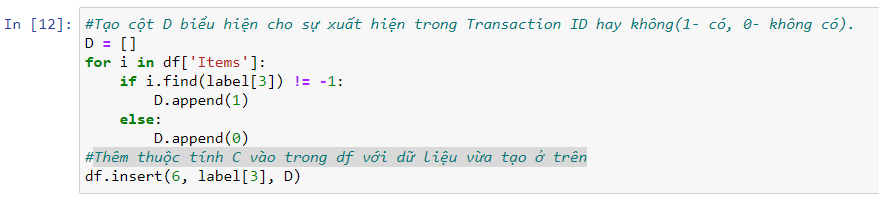 In [12]: #Tạo cột D biểu hiện cho sự xuất hiện trong Transaction ID hay không(1- có, 0- không có).
D = []
for i in df['Items']:
    if i.find(label[3]) != -1:
        D.append(1)
    else:
        D.append(0)
#Thêm thuộc tính C vào trong df với dữ liệu vừa tạo ở trên
df.insert(6, label[3], D)